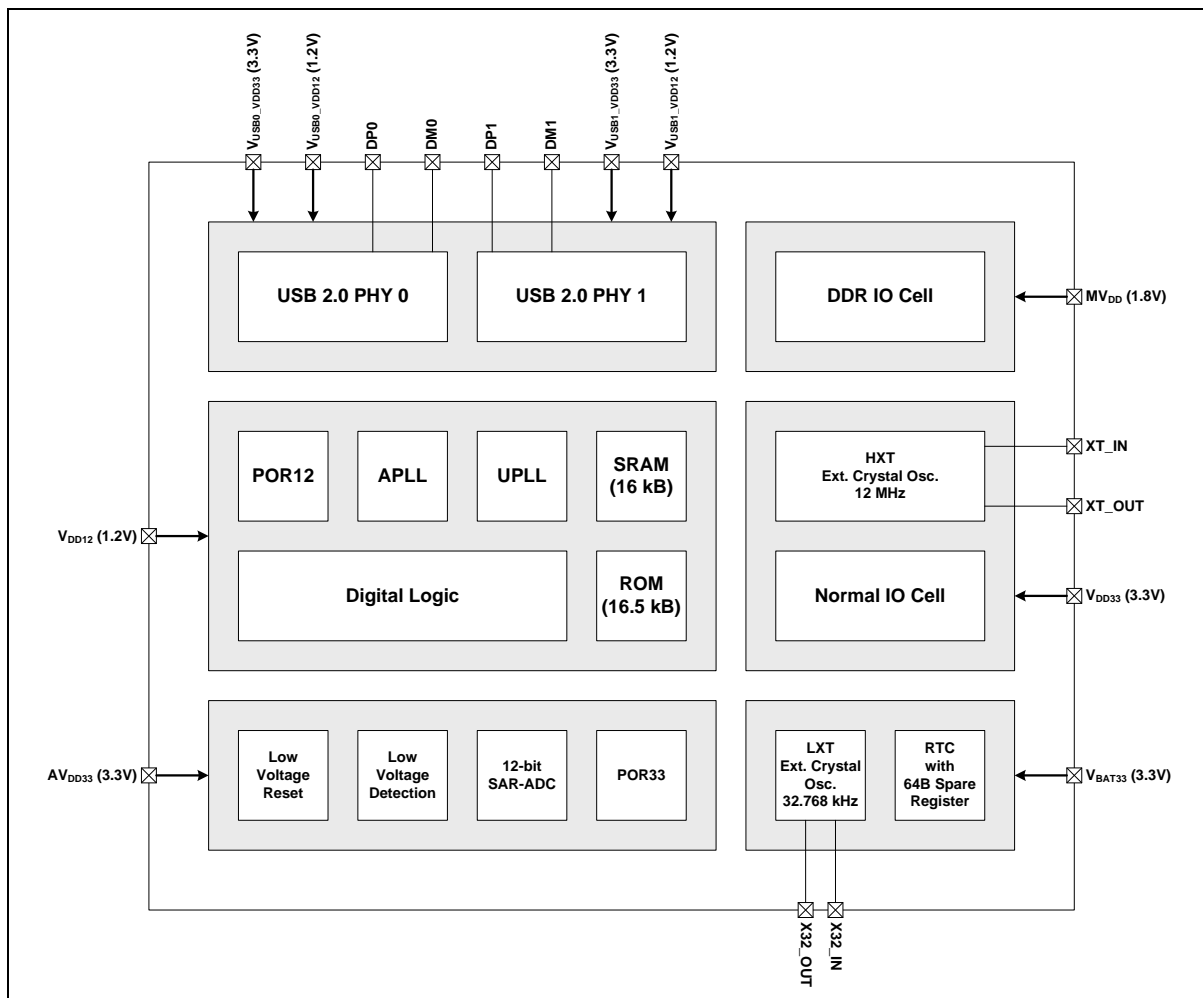 VUSB0_VDD33 (3.3V)
VUSB0_VDD12 (1.2V)
DP0
DM0
DP1
DM1
VUSB1_VDD33 (3.3V)
VUSB1_VDD12 (1.2V)
USB 2.0 PHY 0
USB 2.0 PHY 1
DDR IO Cell
MVDD (1.8V)
POR12
APLL
UPLL
SRAM
(16 kB)
HXT
Ext. Crystal Osc.
12 MHz
XT_IN
XT_OUT
VDD12 (1.2V)
Digital Logic
ROM
(16.5 kB)
Normal IO Cell
VDD33 (3.3V)
AVDD33 (3.3V)
Low
Voltage
Reset
Low
Voltage
Detection
12-bit
SAR-ADC
POR33
LXT
Ext. Crystal
Osc.
32.768 kHz
RTC
with
64B Spare
Register
VBAT33 (3.3V)
X32_OUT
X32_IN